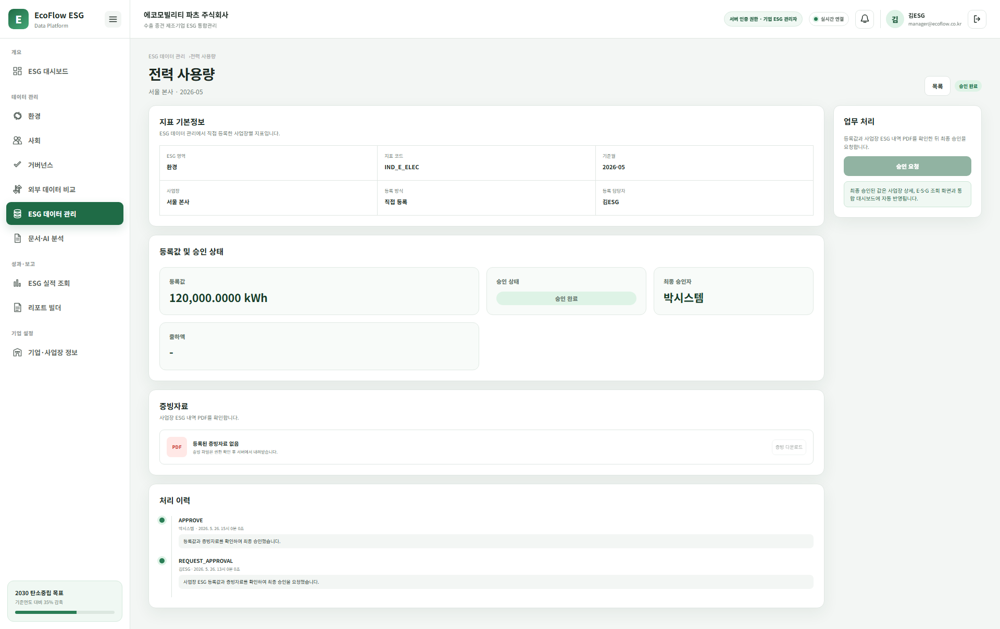 E
EcoFlow ESG
Data Platform
개요
ESG 대시보드
데이터 관리
환경
사회
거버넌스
외부 데이터 비교
ESG 데이터 관리
문서·AI 분석
성과·보고
ESG 실적 조회
리포트 빌더
기업 설정
기업·사업장 정보
2030 탄소중립 목표
기준연도 대비 35% 감축
에코모빌리티 파츠 주식회사
수출 중견 제조기업 ESG 통합관리
서버 인증 권한 · 기업 ESG 관리자
실시간 연결
김
김ESG
manager@ecoflow.co.kr
ESG 데이터 관리 ›전력 사용량
전력 사용량
서울 본사 · 2026-05
목록
승인 완료
지표 기본정보
ESG 데이터 관리에서 직접 등록한 사업장별 지표입니다.
ESG 영역
환경
지표 코드
IND_E_ELEC
기준월
2026-05
사업장
서울 본사
등록 방식
직접 등록
등록 담당자
김ESG
등록값 및 승인 상태
등록값
120,000.0000 kWh
승인 상태
승인 완료
최종 승인자
박시스템
출하액
-
증빙자료
사업장 ESG 내역 PDF를 확인합니다.
PDF
등록된 증빙자료 없음
증빙 파일은 권한 확인 후 서버에서 내려받습니다.
증빙 다운로드
처리 이력
APPROVE
박시스템 · 2026. 5. 26. 15시 0분 0초
등록값과 증빙자료를 확인하여 최종 승인했습니다.
REQUEST_APPROVAL
김ESG · 2026. 5. 26. 13시 0분 0초
사업장 ESG 등록값과 증빙자료를 확인하여 최종 승인을 요청했습니다.
업무 처리
등록값과 사업장 ESG 내역 PDF를 확인한 뒤 최종 승인을
요청합니다.
승인 요청
최종 승인된 값은 사업장 상세, E·S·G 조회 화면과 통
합 대시보드에 자동 반영됩니다.